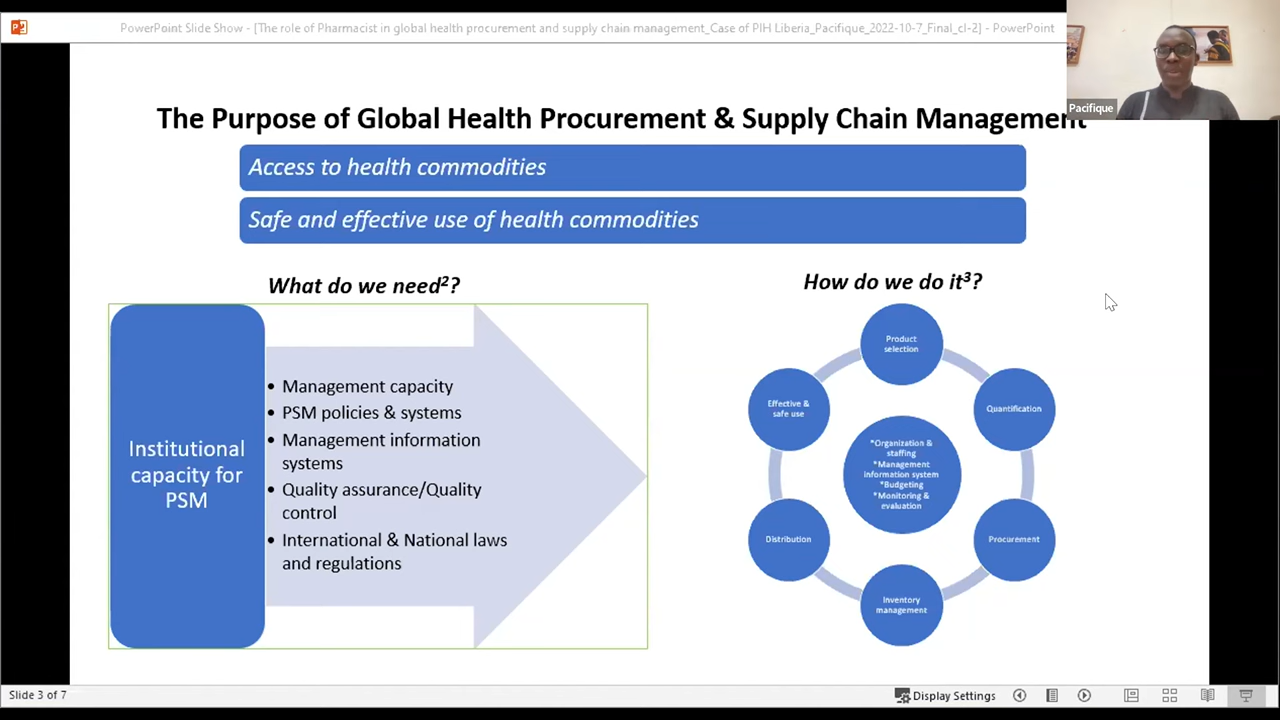 PowerPoint Slide Show - [The role of Pharmacist in global health procurement and supply chain management_Case of PIH Liberia_Pacifique_2022-10-7_Final_cl-2] - PowerPoint
Pacifique
The Purpose of Global Health Procurement & Supply Chain Management
Access to health commodities
Safe and effective use of health commodities
What do we need²?
Institutional
capacity for
PSM
• Management capacity
• PSM policies & systems
• Management information
systems
• Quality assurance/Quality
control
• International & National laws
and regulations
How do we do it³?
Product
selection
Quantification
Procurement
Inventory
management
Distribution
Effective &
safe use
*Organization &
staffing
*Management
information system
*Budgeting
*Monitoring &
evaluation
Slide 3 of 7
Display Settings